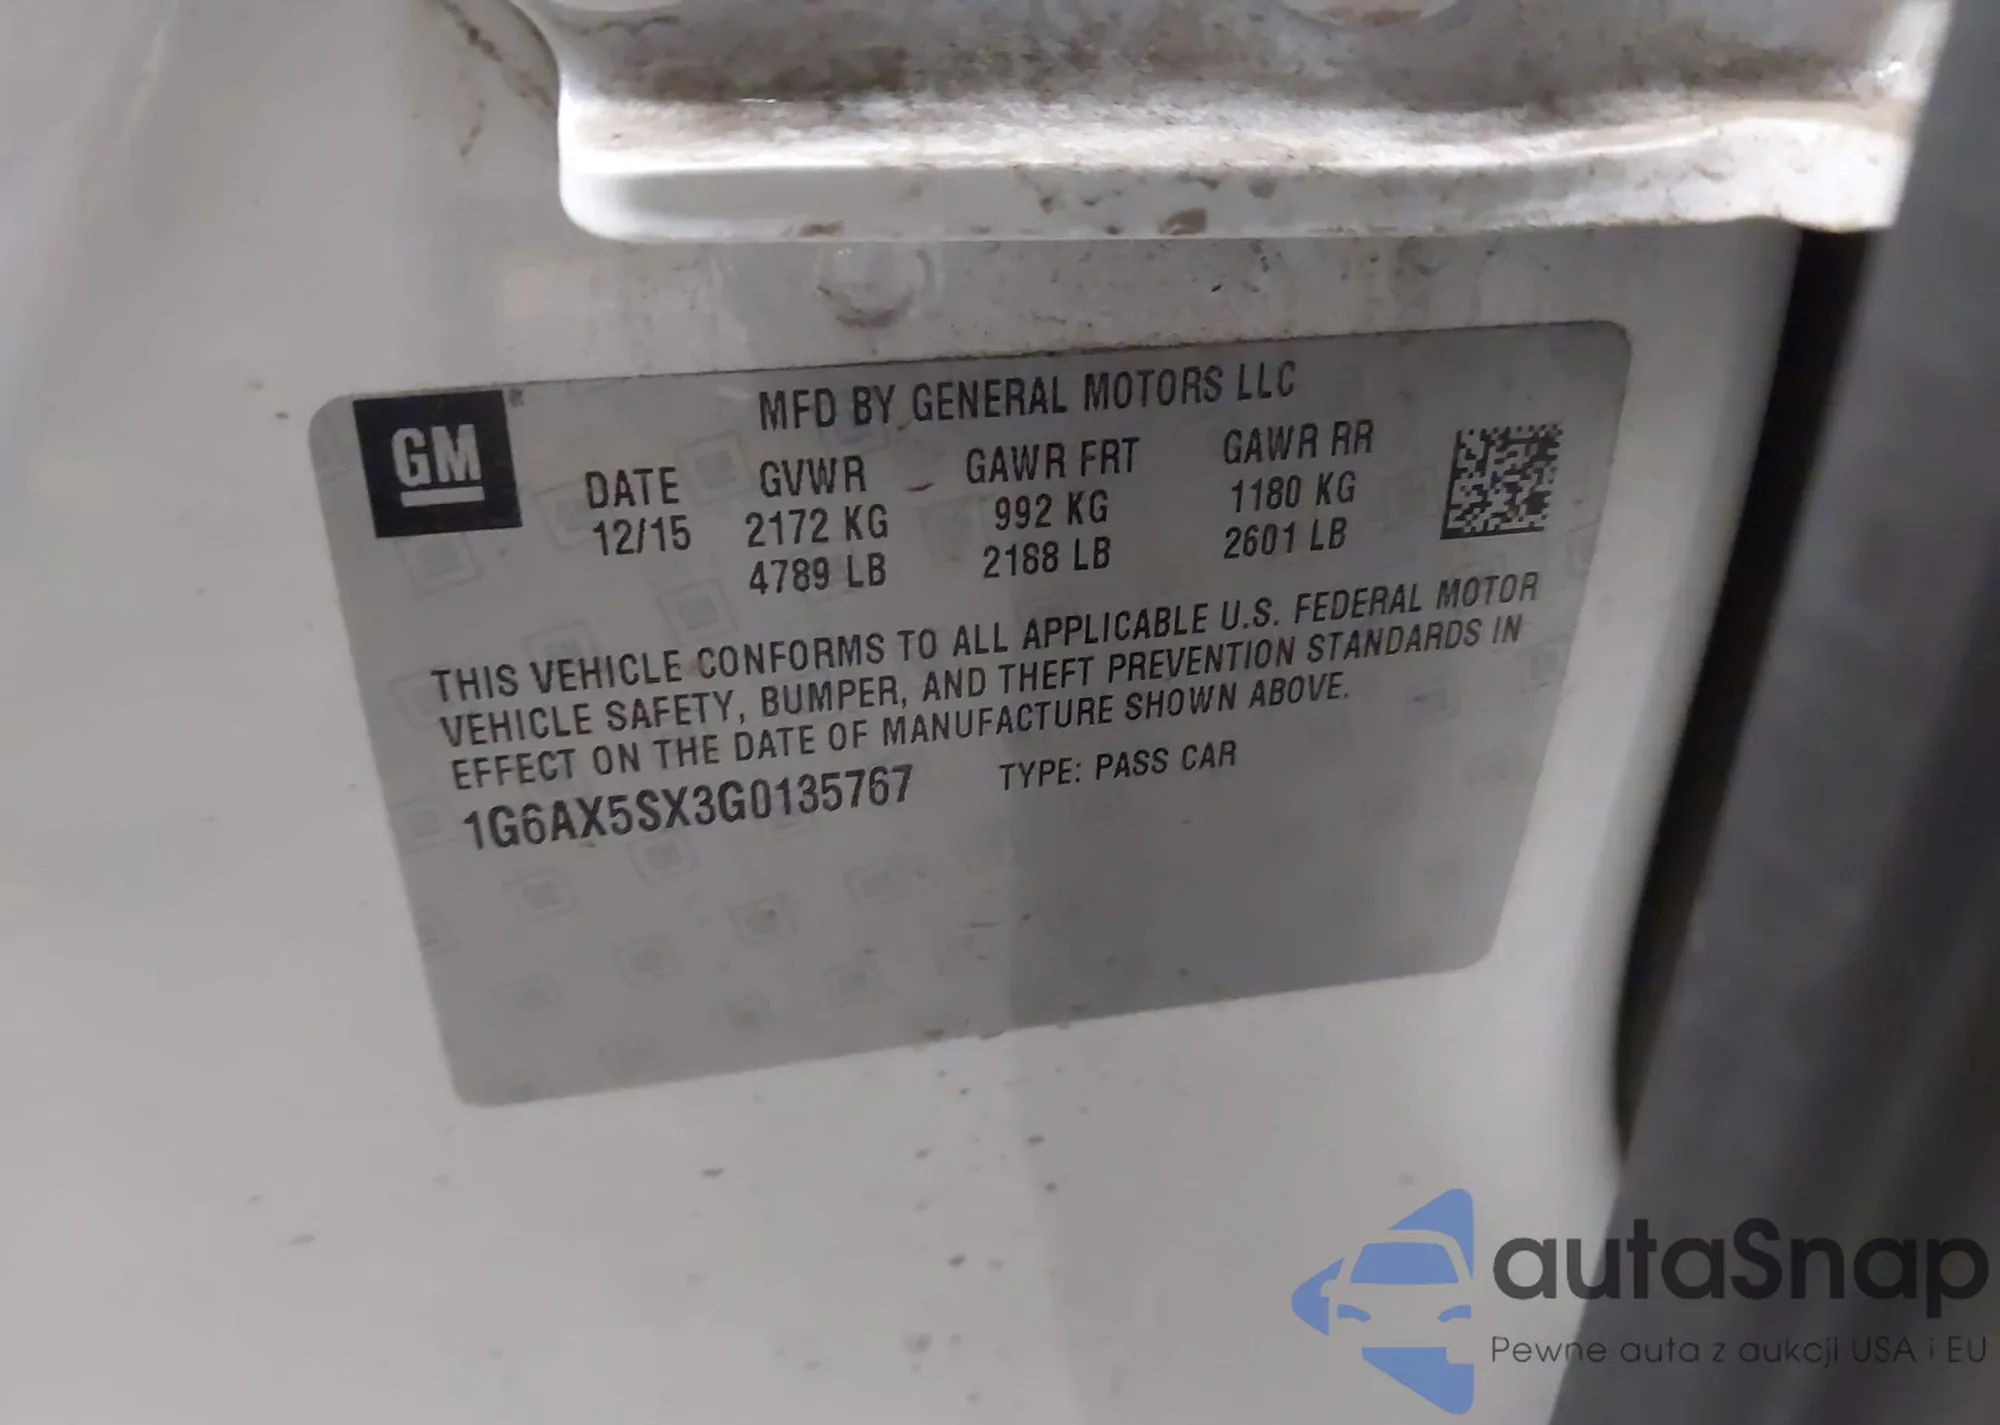 GM
MFD BY GENERAL MOTORS LLC
DATE GVWR GAWR FRT GAWR RR
12/15 2172 KG 992 KG 1180 KG
4789 LB 2188 LB 2601 LB
THIS VEHICLE CONFORMS TO ALL APPLICABLE U.S. FEDERAL MOTOR
VEHICLE SAFETY, BUMPER, AND THEFT PREVENTION STANDARDS IN
EFFECT ON THE DATE OF MANUFACTURE SHOWN ABOVE.
1G6AX5SX3G0135767 TYPE: PASS CAR
autaSnap
Pewne auta z aukcji USA i EU